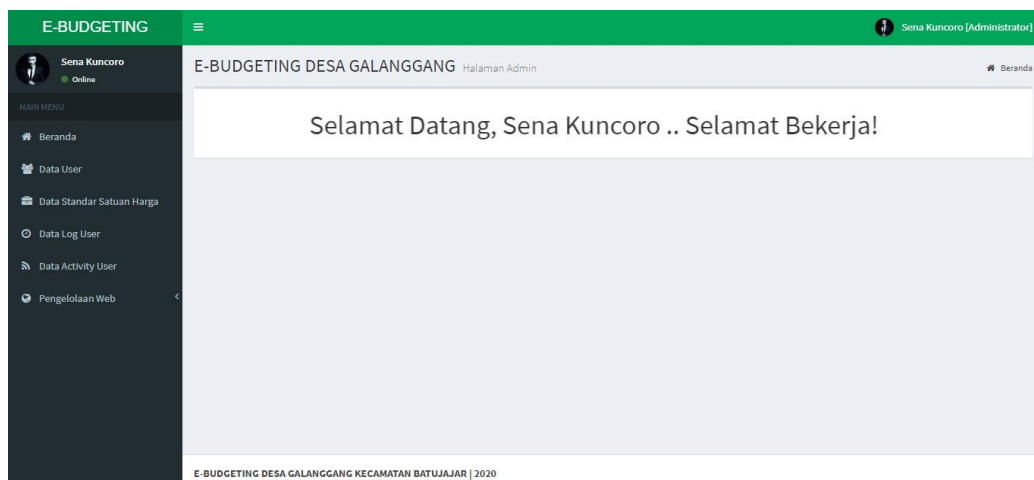 E-BUDGETING
Sena Kuncoro [Administrator]
Sena Kuncoro
Online
MAIN MENU
Beranda
Data User
Data Standar Satuan Harga
Data Log User
Data Activity User
Pengelolaan Web
E-BUDGETING DESA GALANGGANG Halaman Admin
Beranda
Selamat Datang, Sena Kuncoro .. Selamat Bekerja!
E-BUDGETING DESA GALANGGANG KECAMATAN BATUJAJAR | 2020